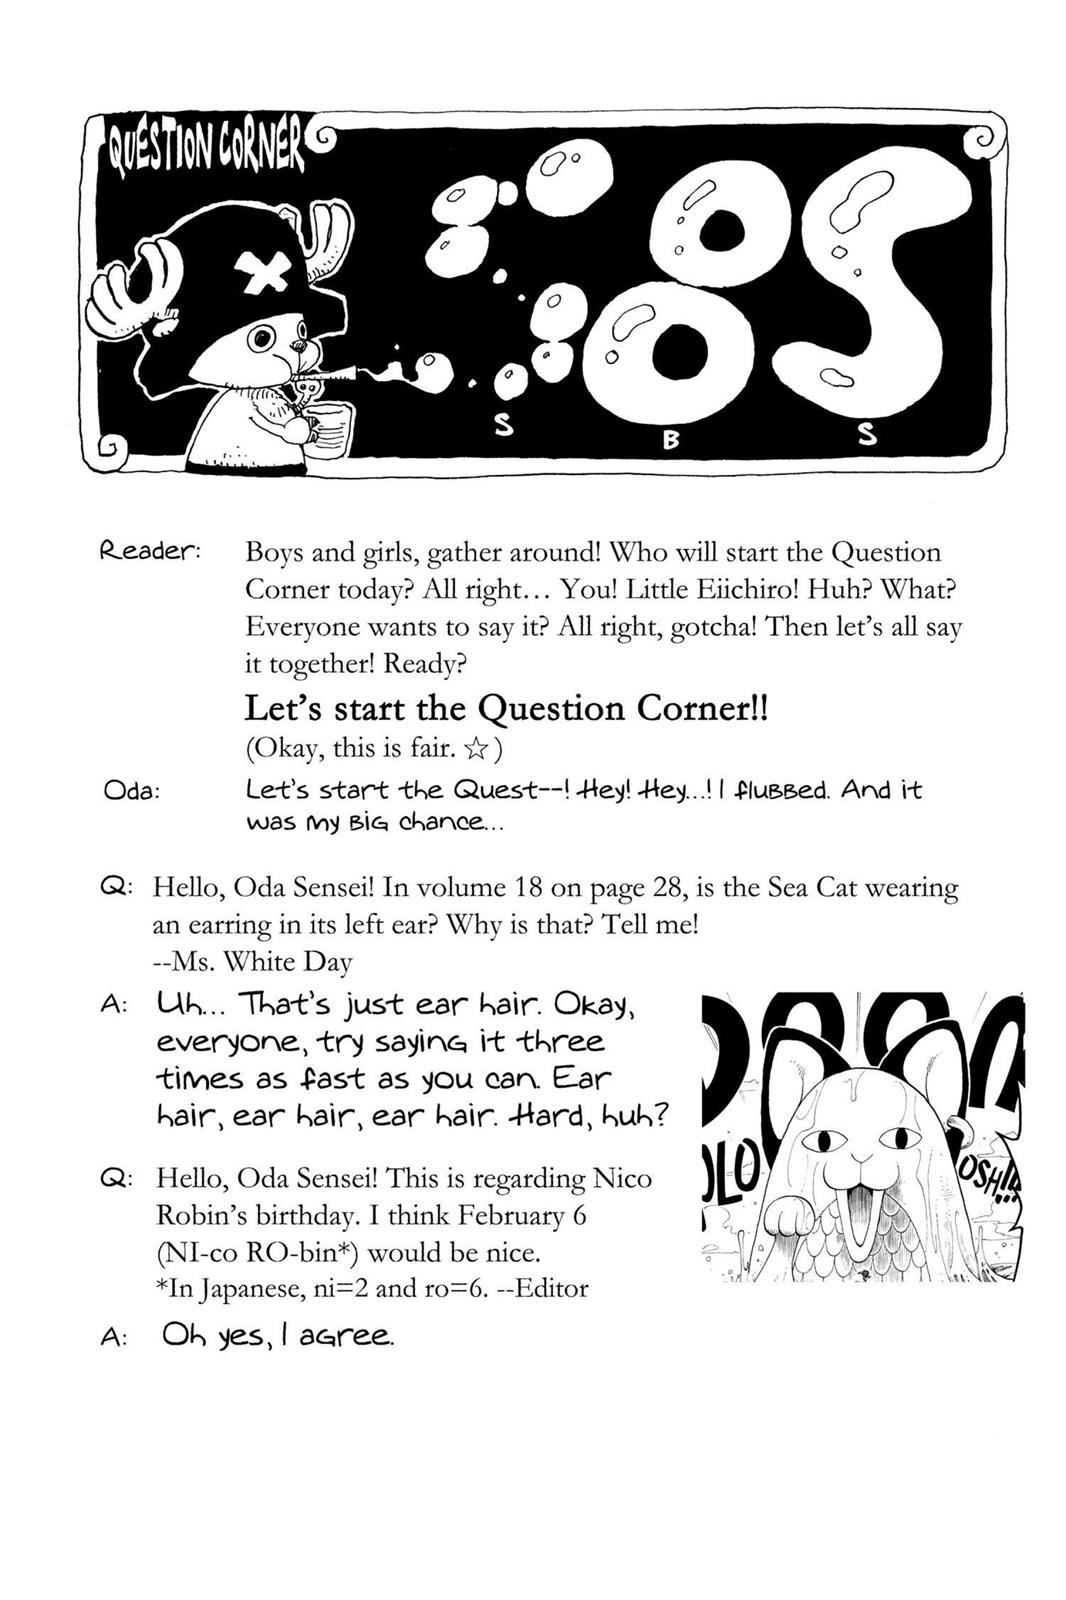 QUESTION CORNER
SBS
S B S
Reader: Boys and girls, gather around! Who will start the Question
Corner today? All right… You! Little Eiichiro! Huh? What?
Everyone wants to say it? All right, gotcha! Then let's all say
it together! Ready?
Let's start the Question Corner!!
(Okay, this is fair. ☆)
Oda: Let's start the Quest--! Hey! Hey...! I flubbed. And it
was my big chance...
Q: Hello, Oda Sensei! In volume 18 on page 28, is the Sea Cat wearing
an earring in its left ear? Why is that? Tell me!
--Ms. White Day
A: Uh... That's just ear hair. Okay,
everyone, try saying it three
times as fast as you can. Ear
hair, ear hair, ear hair. Hard, huh?
Q: Hello, Oda Sensei! This is regarding Nico
Robin's birthday. I think February 6
(NI-co RO-bin*) would be nice.
*In Japanese, ni=2 and ro=6. --Editor
A: Oh yes, I agree.